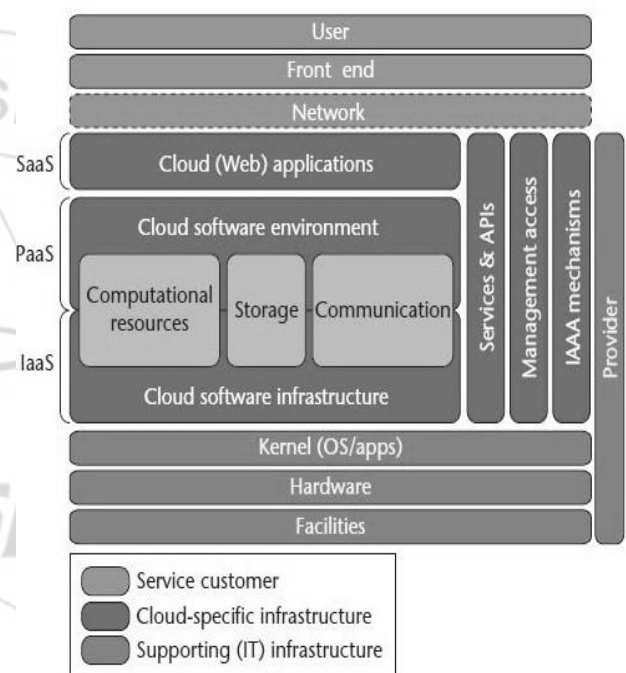 User
Front end
Network
SaaS
Cloud (Web) applications
PaaS
Cloud software environment
Computational
resources
Storage
Communication
IaaS
Cloud software infrastructure
Services & APIs
Management access
IAAA mechanisms
Provider
Kernel (OS/apps)
Hardware
Facilities
Service customer
Cloud-specific infrastructure
Supporting (IT) infrastructure